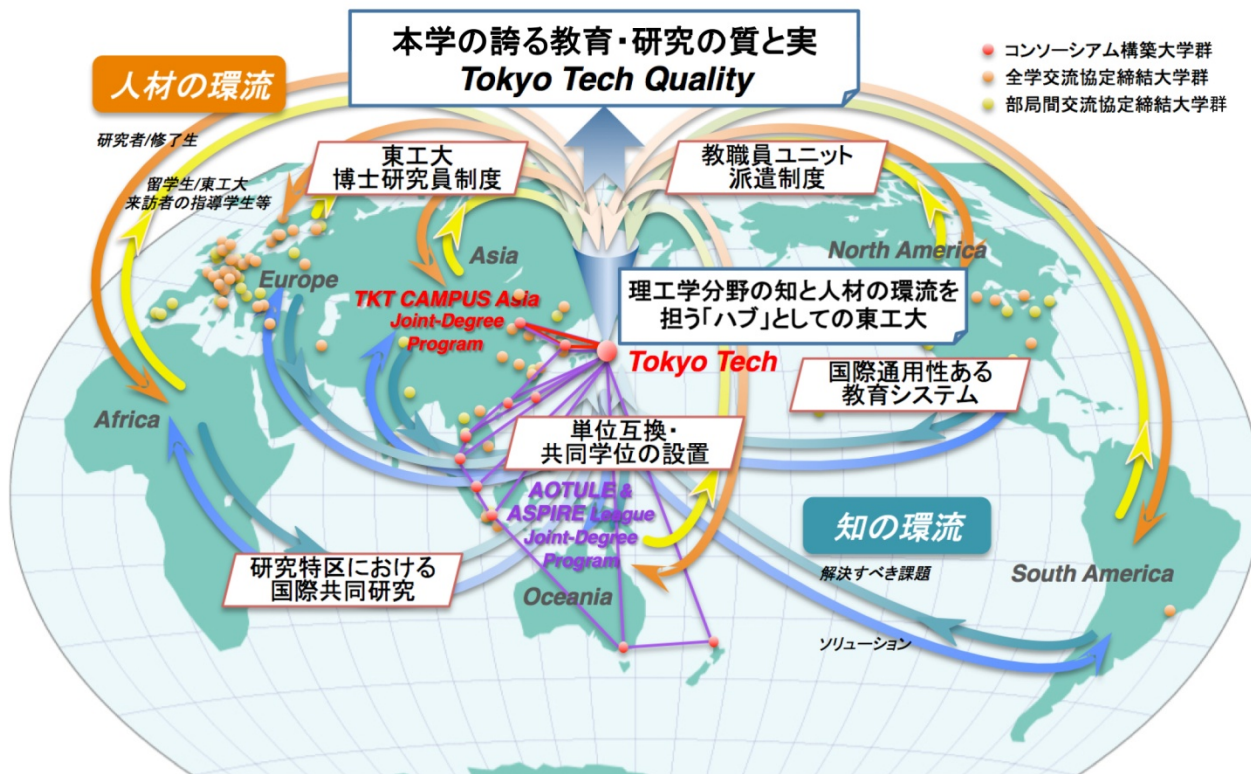 本学の誇る教育・研究の質と実
Tokyo Tech Quality
人材の環流
コンソーシアム構築大学群
全学交流協定締結大学群
部局間交流協定締結大学群
研究者/修了生
留学生/東工大
来訪者の指導学生等
東工大
博士研究員制度
教職員ユニット
派遣制度
Asia
North America
Europe
TKT CAMPUS Asia
Joint-Degree
Program
理工学分野の知と人材の環流を
担う「ハブ」としての東工大
Tokyo Tech
国際通用性ある
教育システム
Africa
単位互換・
共同学位の設置
AOTULE &
ASPIRE League
Joint-Degree
Program
知の環流
研究特区における
国際共同研究
Oceania
解決すべき課題
South America
ソリューション